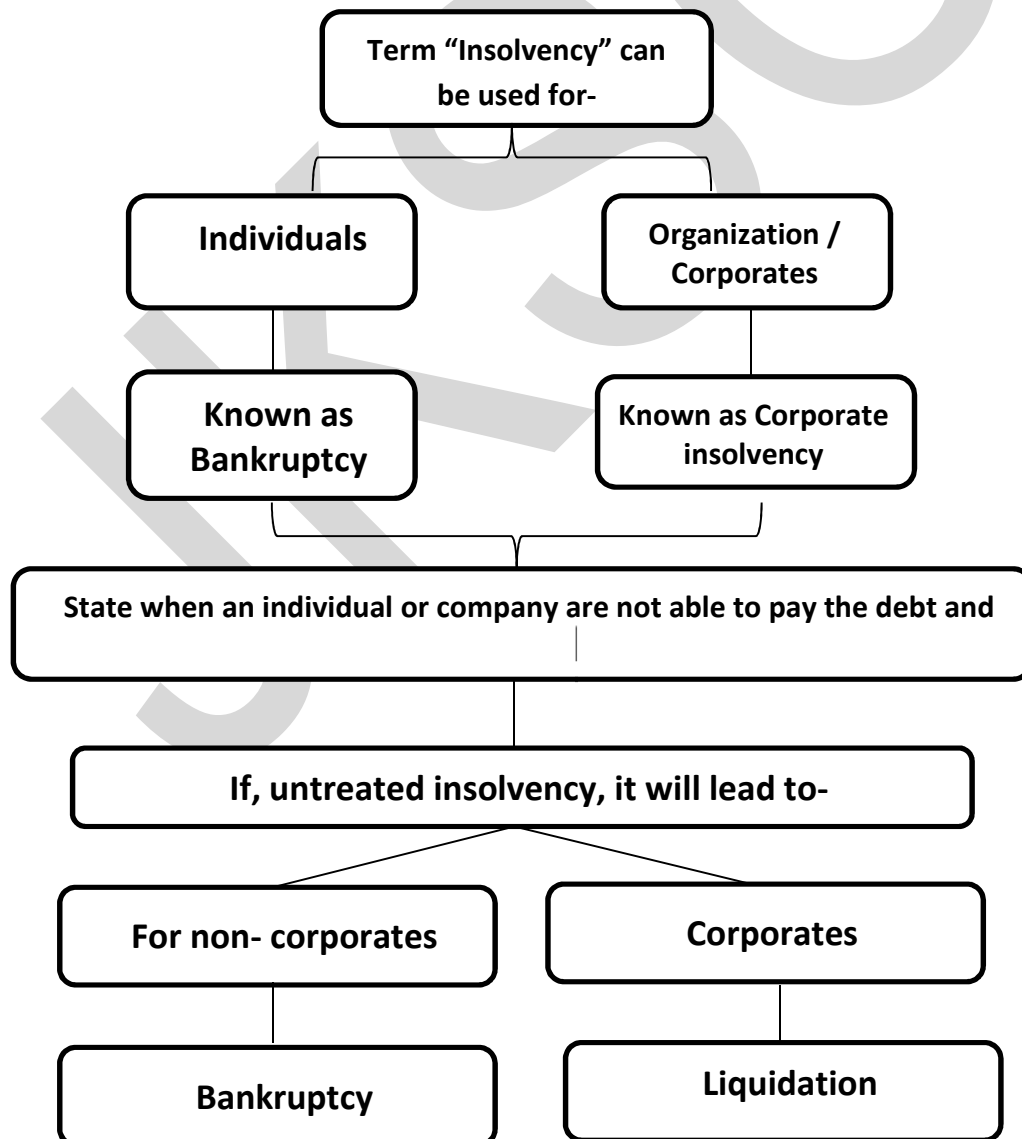 Term “Insolvency” can
be used for-
Individuals
Organization /
Corporates
Known as
Bankruptcy
Known as Corporate
insolvency
State when an individual or company are not able to pay the debt and
If, untreated insolvency, it will lead to-
For non- corporates
Corporates
Bankruptcy
Liquidation